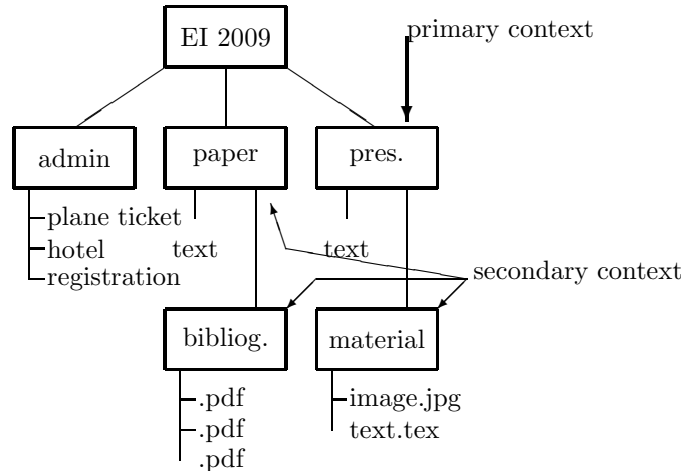 EI 2009
primary context
admin
paper
pres.
plane ticket
hotel
registration
text
text
secondary context
bibliog.
material
.pdf
.pdf
.pdf
image.jpg
text.tex